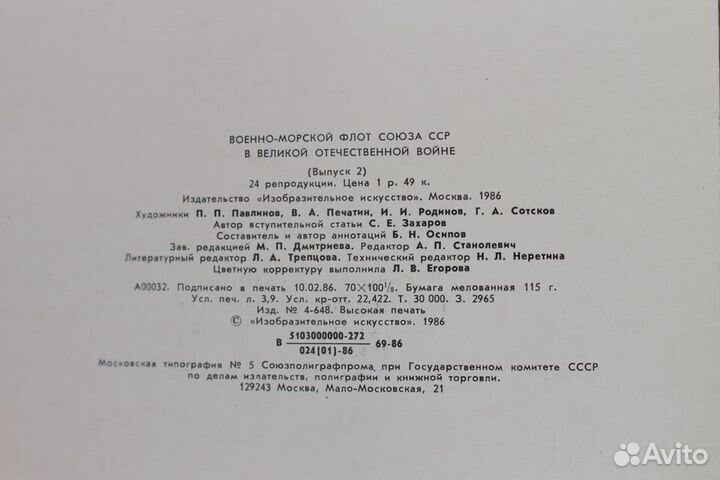 ВОЕННО-МОРСКОЙ ФЛОТ СОЮЗА ССР
В ВЕЛИКОЙ ОТЕЧЕСТВЕННОЙ ВОЙНЕ
(Выпуск 2)
24 репродукции. Цена 1 р. 49 к.
Издательство «Изобразительное искусство». Москва. 1986
Художники П. П. Павлинов, В. А. Печатин, И. И. Родинов, Г. А. Сотсков
Автор вступительной статьи С. Е. Захаров
Составитель и автор аннотаций Б. Н. Осипов
Зав. редакцией М. П. Дмитриева. Редактор А. П. Станолевич
Литературный редактор Л. А. Трепцова. Технический редактор Н. Л. Неретина
Цветную корректуру выполнила Л. В. Егорова
А00032. Подписано в печать 10.02.86. 70×100¹/₈. Бумага мелованная 115 г.
Усл. печ. л. 3,9. Усл. кр-отт. 22,422. Т. 30 000. З. 2965
Изд. № 4-648. Высокая печать
© «Изобразительное искусство». 1986
В 5103000000-272 69-86
024(01)-86
Московская типография № 5 Союзполиграфпрома при Государственном комитете СССР
по делам издательств, полиграфии и книжной торговли.
129243 Москва, Мало-Московская, 21
Avito